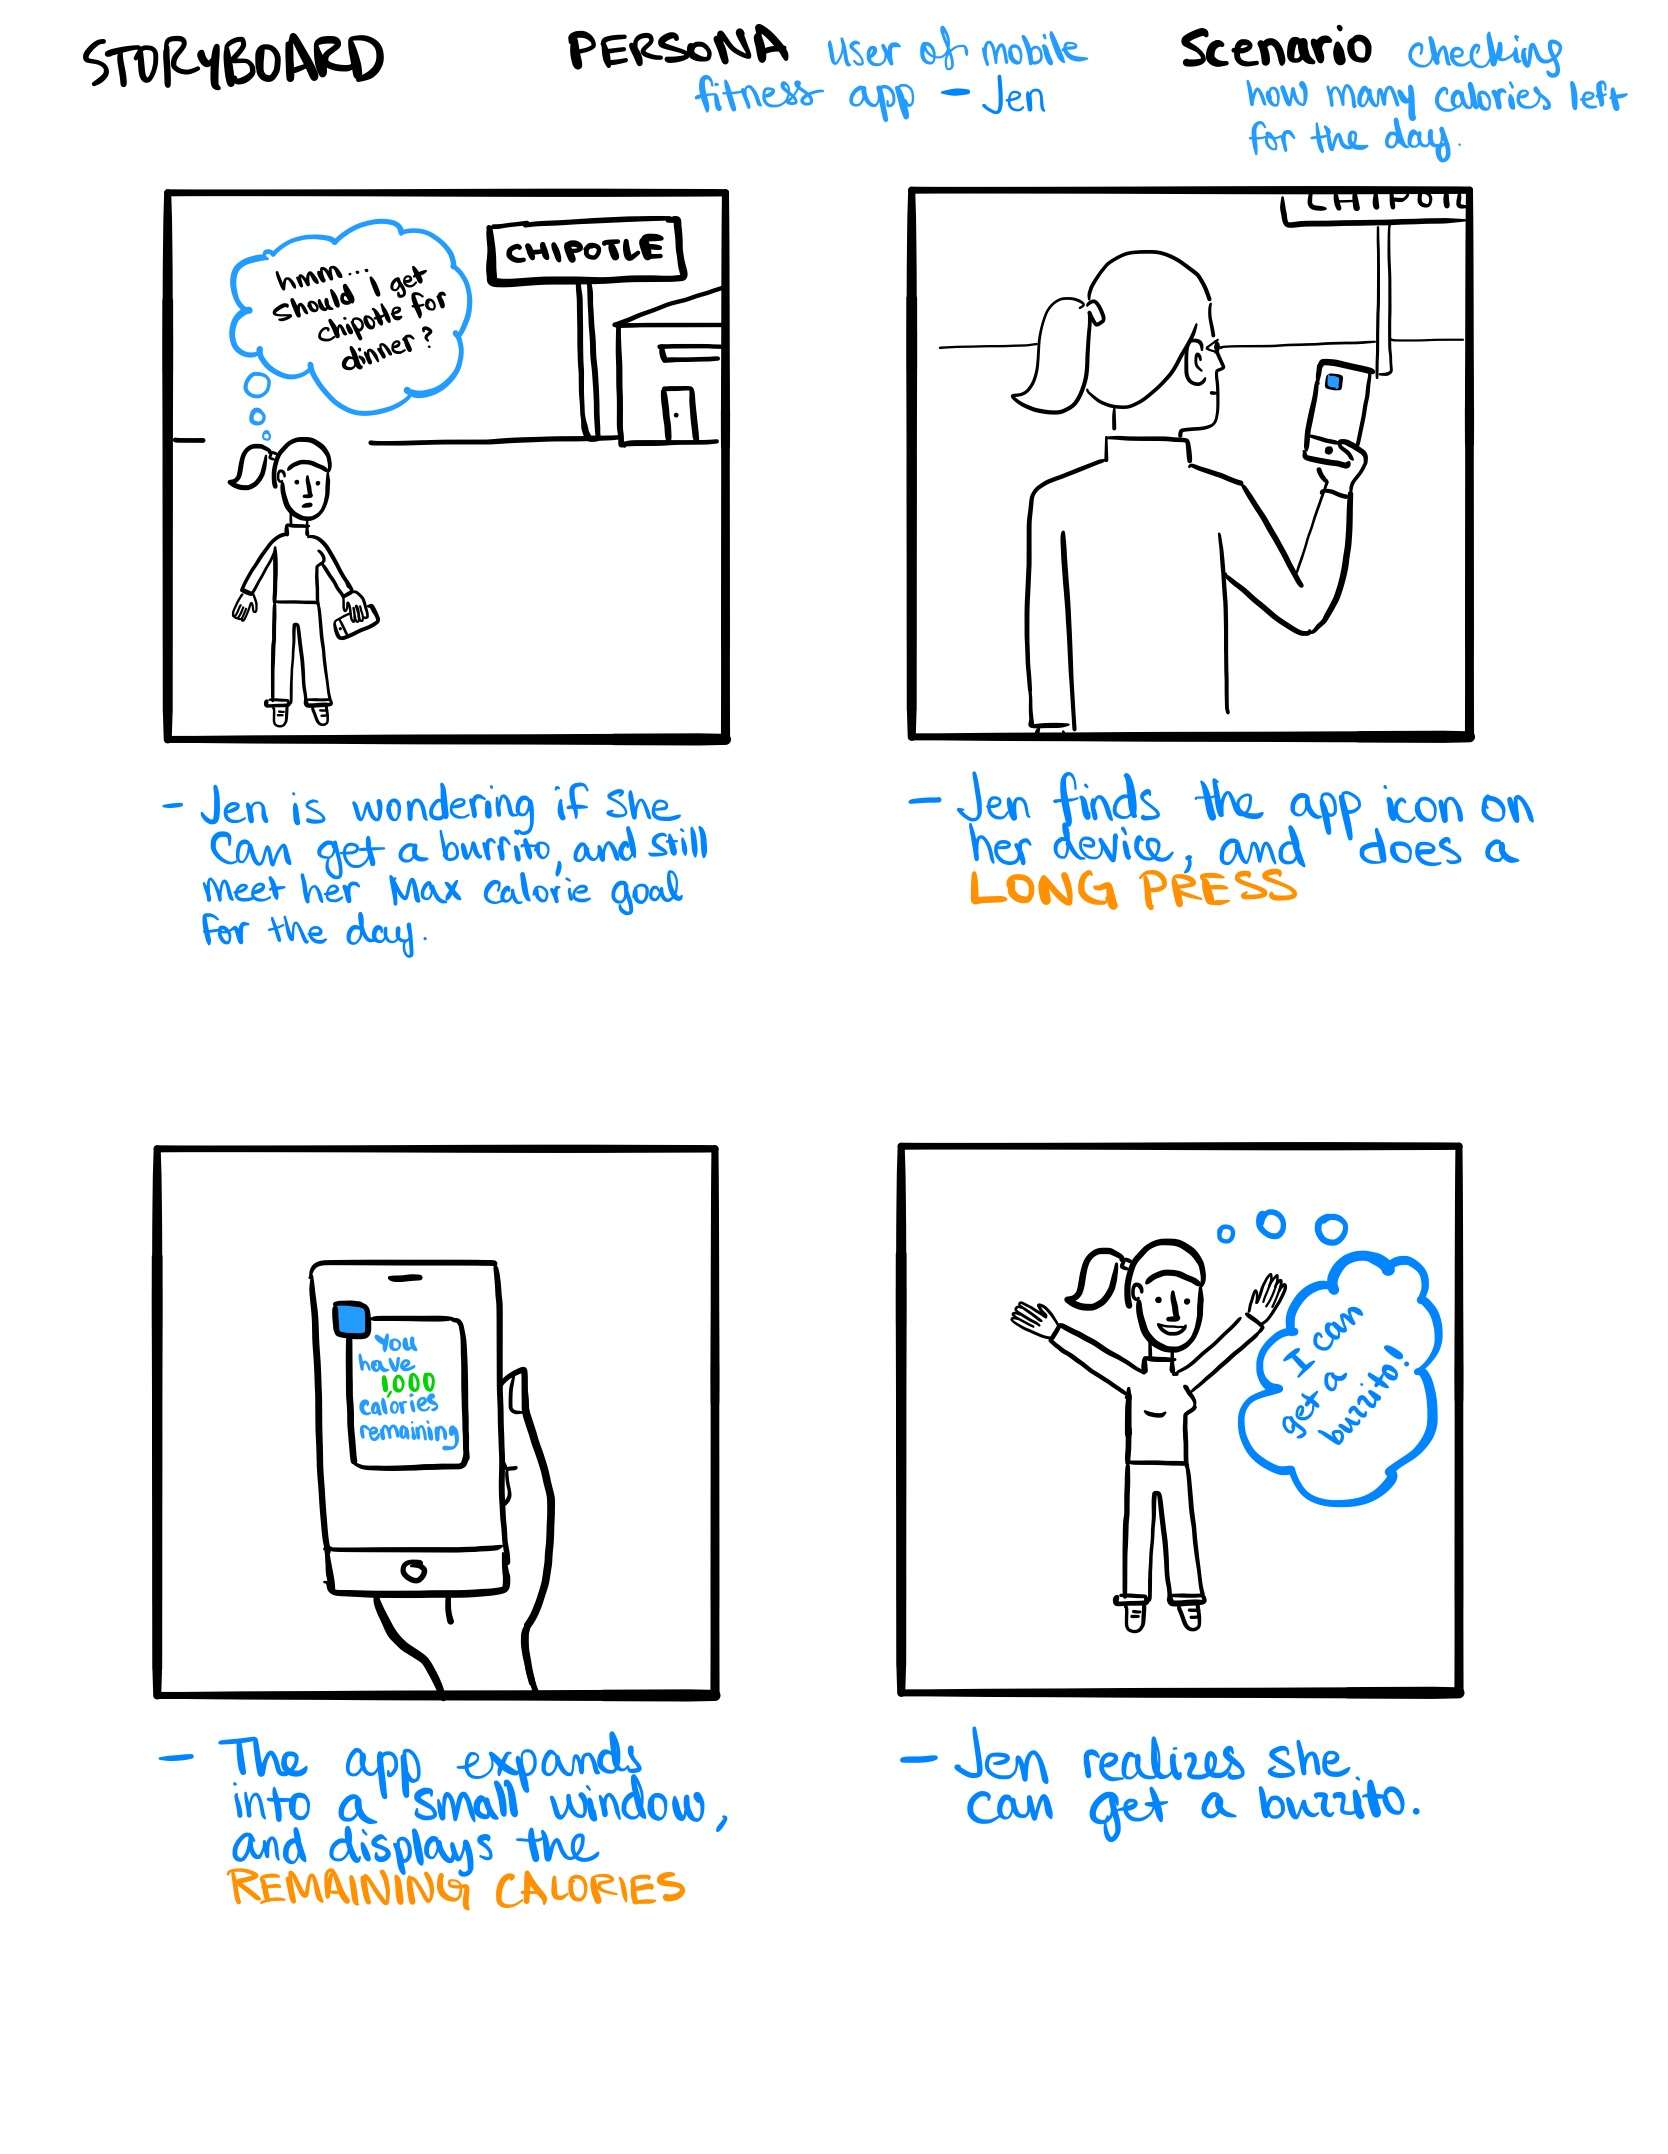 STORYBOARD
PERSONA user of mobile
fitness app - Jen
Scenario checking
how many calories left
for the day.
hmm...
should I get
chipotle for
dinner?
CHIPOTLE
CHIPOTL
- Jen is wondering if she
can get a burrito, and still
meet her Max calorie goal
for the day.
- Jen finds the app icon on
her device, and does a
LONG PRESS
You
have
1,000
calories
remaining
I can
get a
burrito!
- The app expands
into a small window,
and displays the
REMAINING CALORIES
- Jen realizes she
can get a burrito.